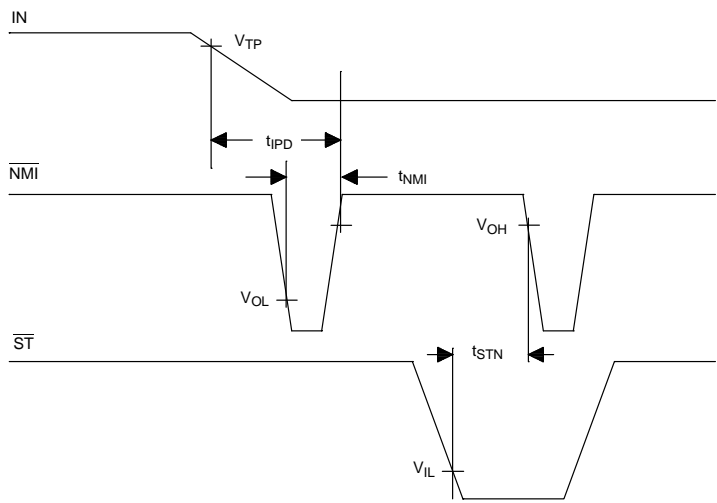 IN
VTP
tIPD
NMI
tNMI
VOH
VOL
ST
tSTN
VIL